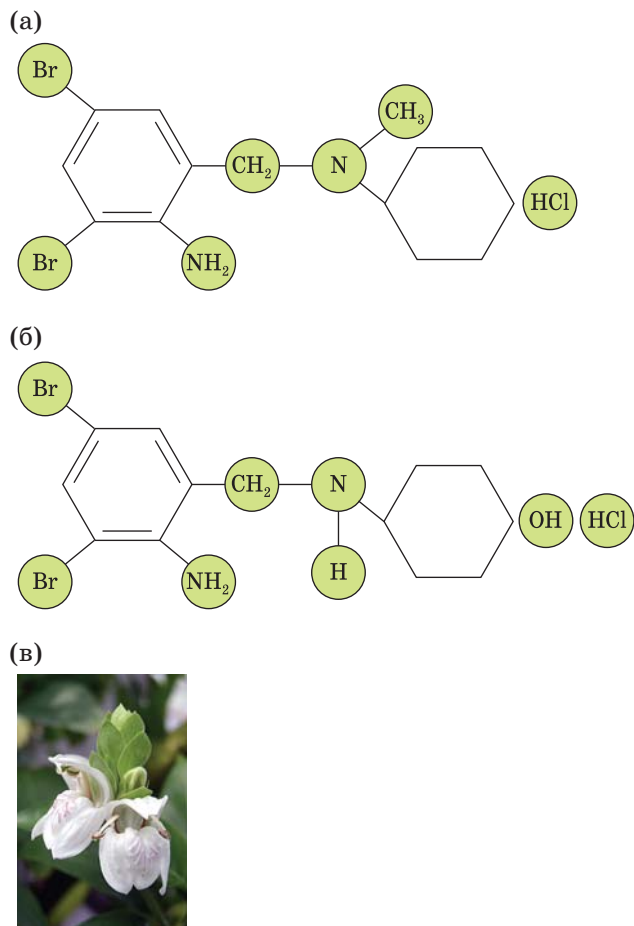 (а)
Br
CH₃
CH₂ N
HCl
Br NH₂
(б)
Br
CH₂ N
OH HCl
Br NH₂ H
(в)